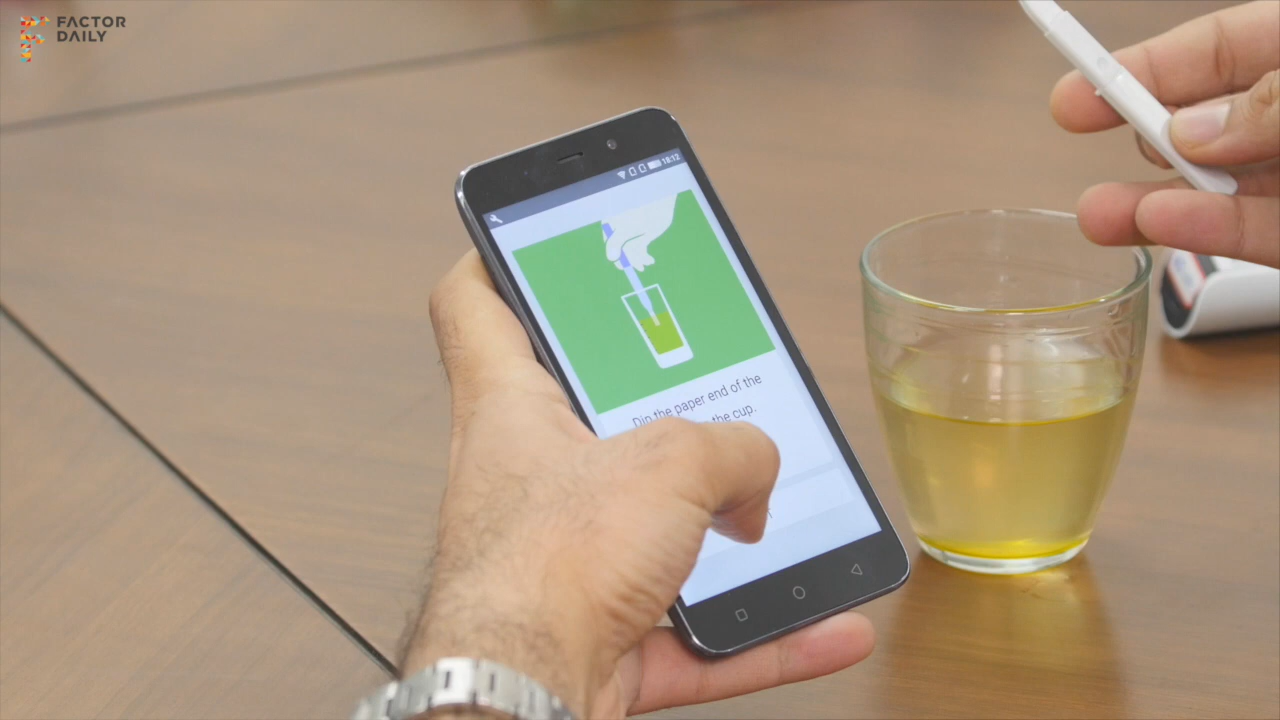 FACTOR
DAILY
18:12
Dip the paper end of the
the cup.